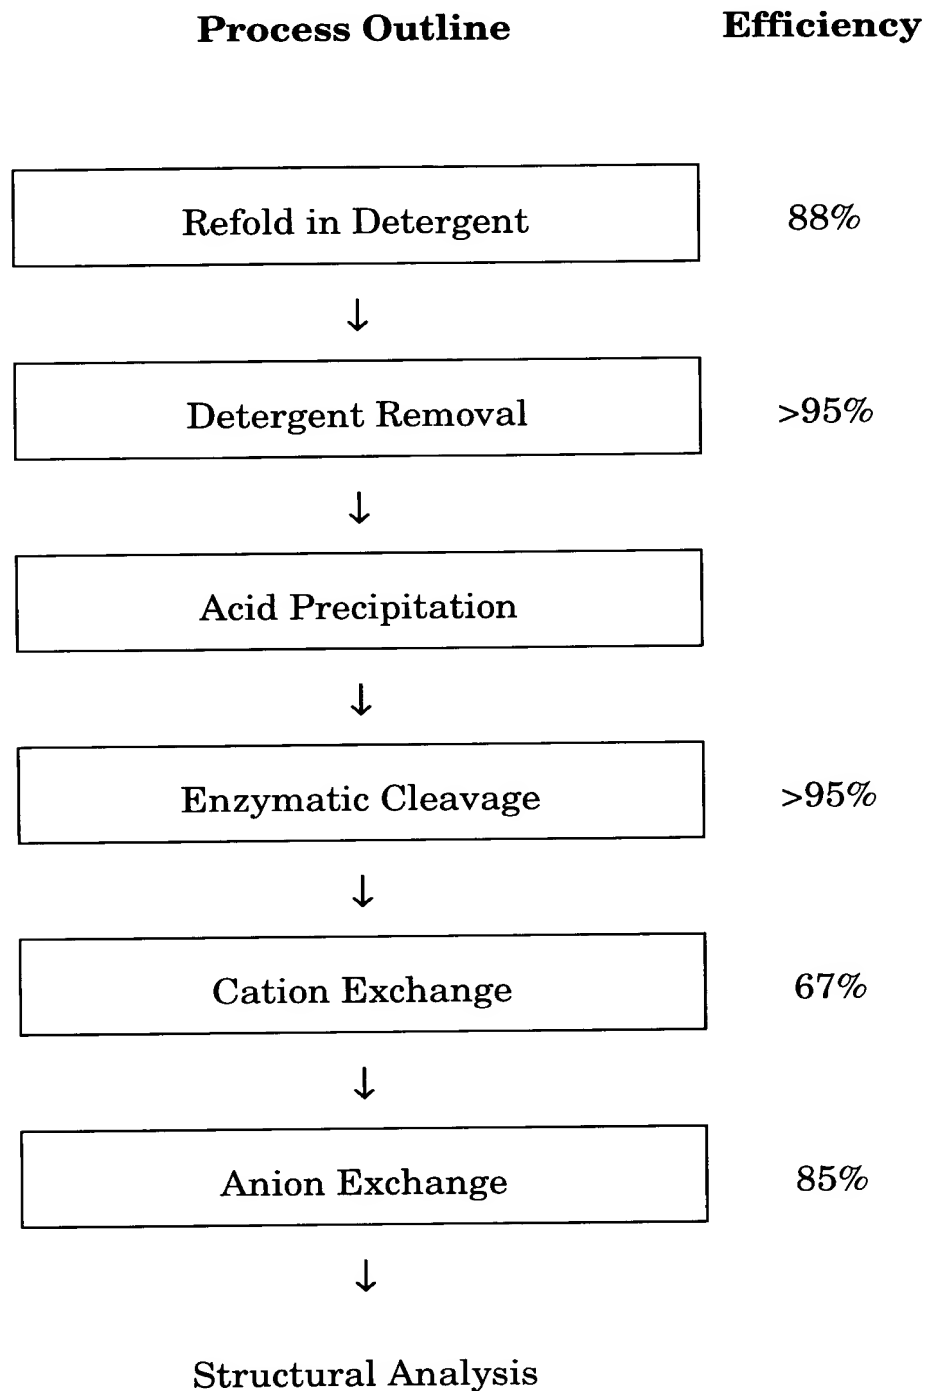 Process Outline Efficiency
Refold in Detergent 88%
↓
Detergent Removal >95%
↓
Acid Precipitation
↓
Enzymatic Cleavage >95%
↓
Cation Exchange 67%
↓
Anion Exchange 85%
↓
Structural Analysis